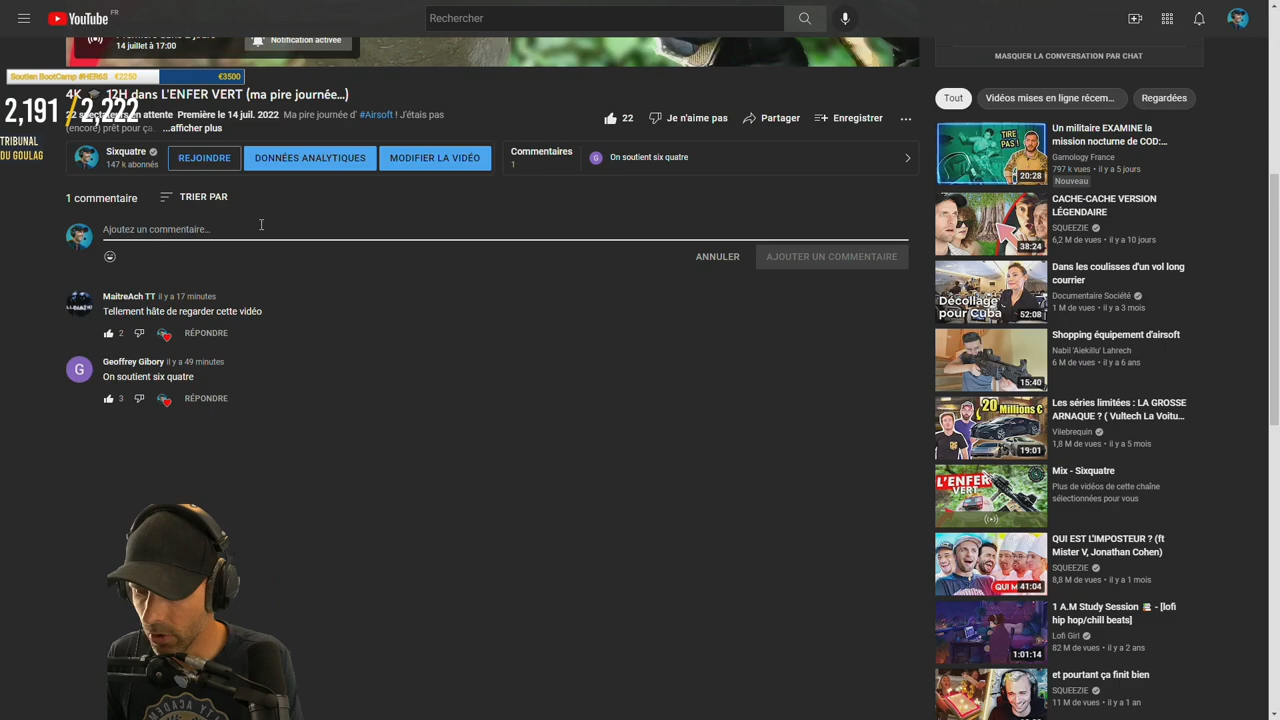 YouTube FR
Rechercher
Première dans 2 jours
14 juillet à 17:00
Notification activée
MASQUER LA CONVERSATION PAR CHAT
Soutien BootCamp #HER6S €2250 €3500
4K 🎓 12H dans L'ENFER VERT (ma pire journée...)
2,191 / 2,222
TRIBUNAL
DU GOULAG
22 spectateurs en attente Première le 14 juil. 2022 Ma pire journée d' #Airsoft ! J'étais pas
(encore) prêt pour ça. ...afficher plus
22 Je n'aime pas Partager Enregistrer
Sixquatre
147 k abonnés
REJOINDRE
DONNÉES ANALYTIQUES
MODIFIER LA VIDÉO
Commentaires
1
G On soutient six quatre
1 commentaire TRIER PAR
Ajoutez un commentaire...
ANNULER AJOUTER UN COMMENTAIRE
MaitreAch TT il y a 17 minutes
Tellement hâte de regarder cette vidéo
2 RÉPONDRE
G
Geoffrey Gibory il y a 49 minutes
On soutient six quatre
3 RÉPONDRE
Tout Vidéos mises en ligne récem... Regardées
TIRE
PAS !
20:28
Un militaire EXAMINE la
mission nocturne de COD:...
Gamology France
797 k vues • il y a 5 jours
Nouveau
38:24
CACHE-CACHE VERSION
LÉGENDAIRE
SQUEEZIE
6,2 M de vues • il y a 10 jours
Décollage
pour Cuba
52:08
Dans les coulisses d'un vol long
courrier
Documentaire Société
1 M de vues • il y a 3 mois
15:40
Shopping équipement d'airsoft
Nabil 'Aiekillu' Lahrech
6 M de vues • il y a 6 ans
20 Millions €
19:01
Les séries limitées : LA GROSSE
ARNAQUE ? ( Vultech La Voitu...
Vilebrequin
1,8 M de vues • il y a 5 mois
L'ENFER
VERT
Mix - Sixquatre
Plus de vidéos de cette chaîne
sélectionnées pour vous
QUI M
41:04
QUI EST L'IMPOSTEUR ? (ft
Mister V, Jonathan Cohen)
SQUEEZIE
8,8 M de vues • il y a 1 mois
1:01:14
1 A.M Study Session 📚 - [lofi
hip hop/chill beats]
Lofi Girl
82 M de vues • il y a 2 ans
et pourtant ça finit bien
SQUEEZIE
11 M de vues • il y a 1 an